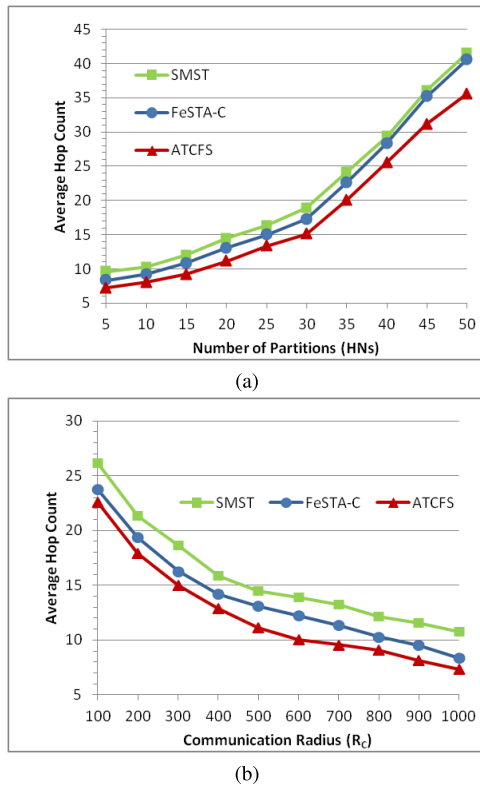 45
40
35
30
25
20
15
10
5
Average Hop Count
SMST
FeSTA-C
ATCFS
5 10 15 20 25 30 35 40 45 50
Number of Partitions (HNs)
(a)
30
25
20
15
10
5
Average Hop Count
SMST FeSTA-C ATCFS
100 200 300 400 500 600 700 800 900 1000
Communication Radius (RC)
(b)